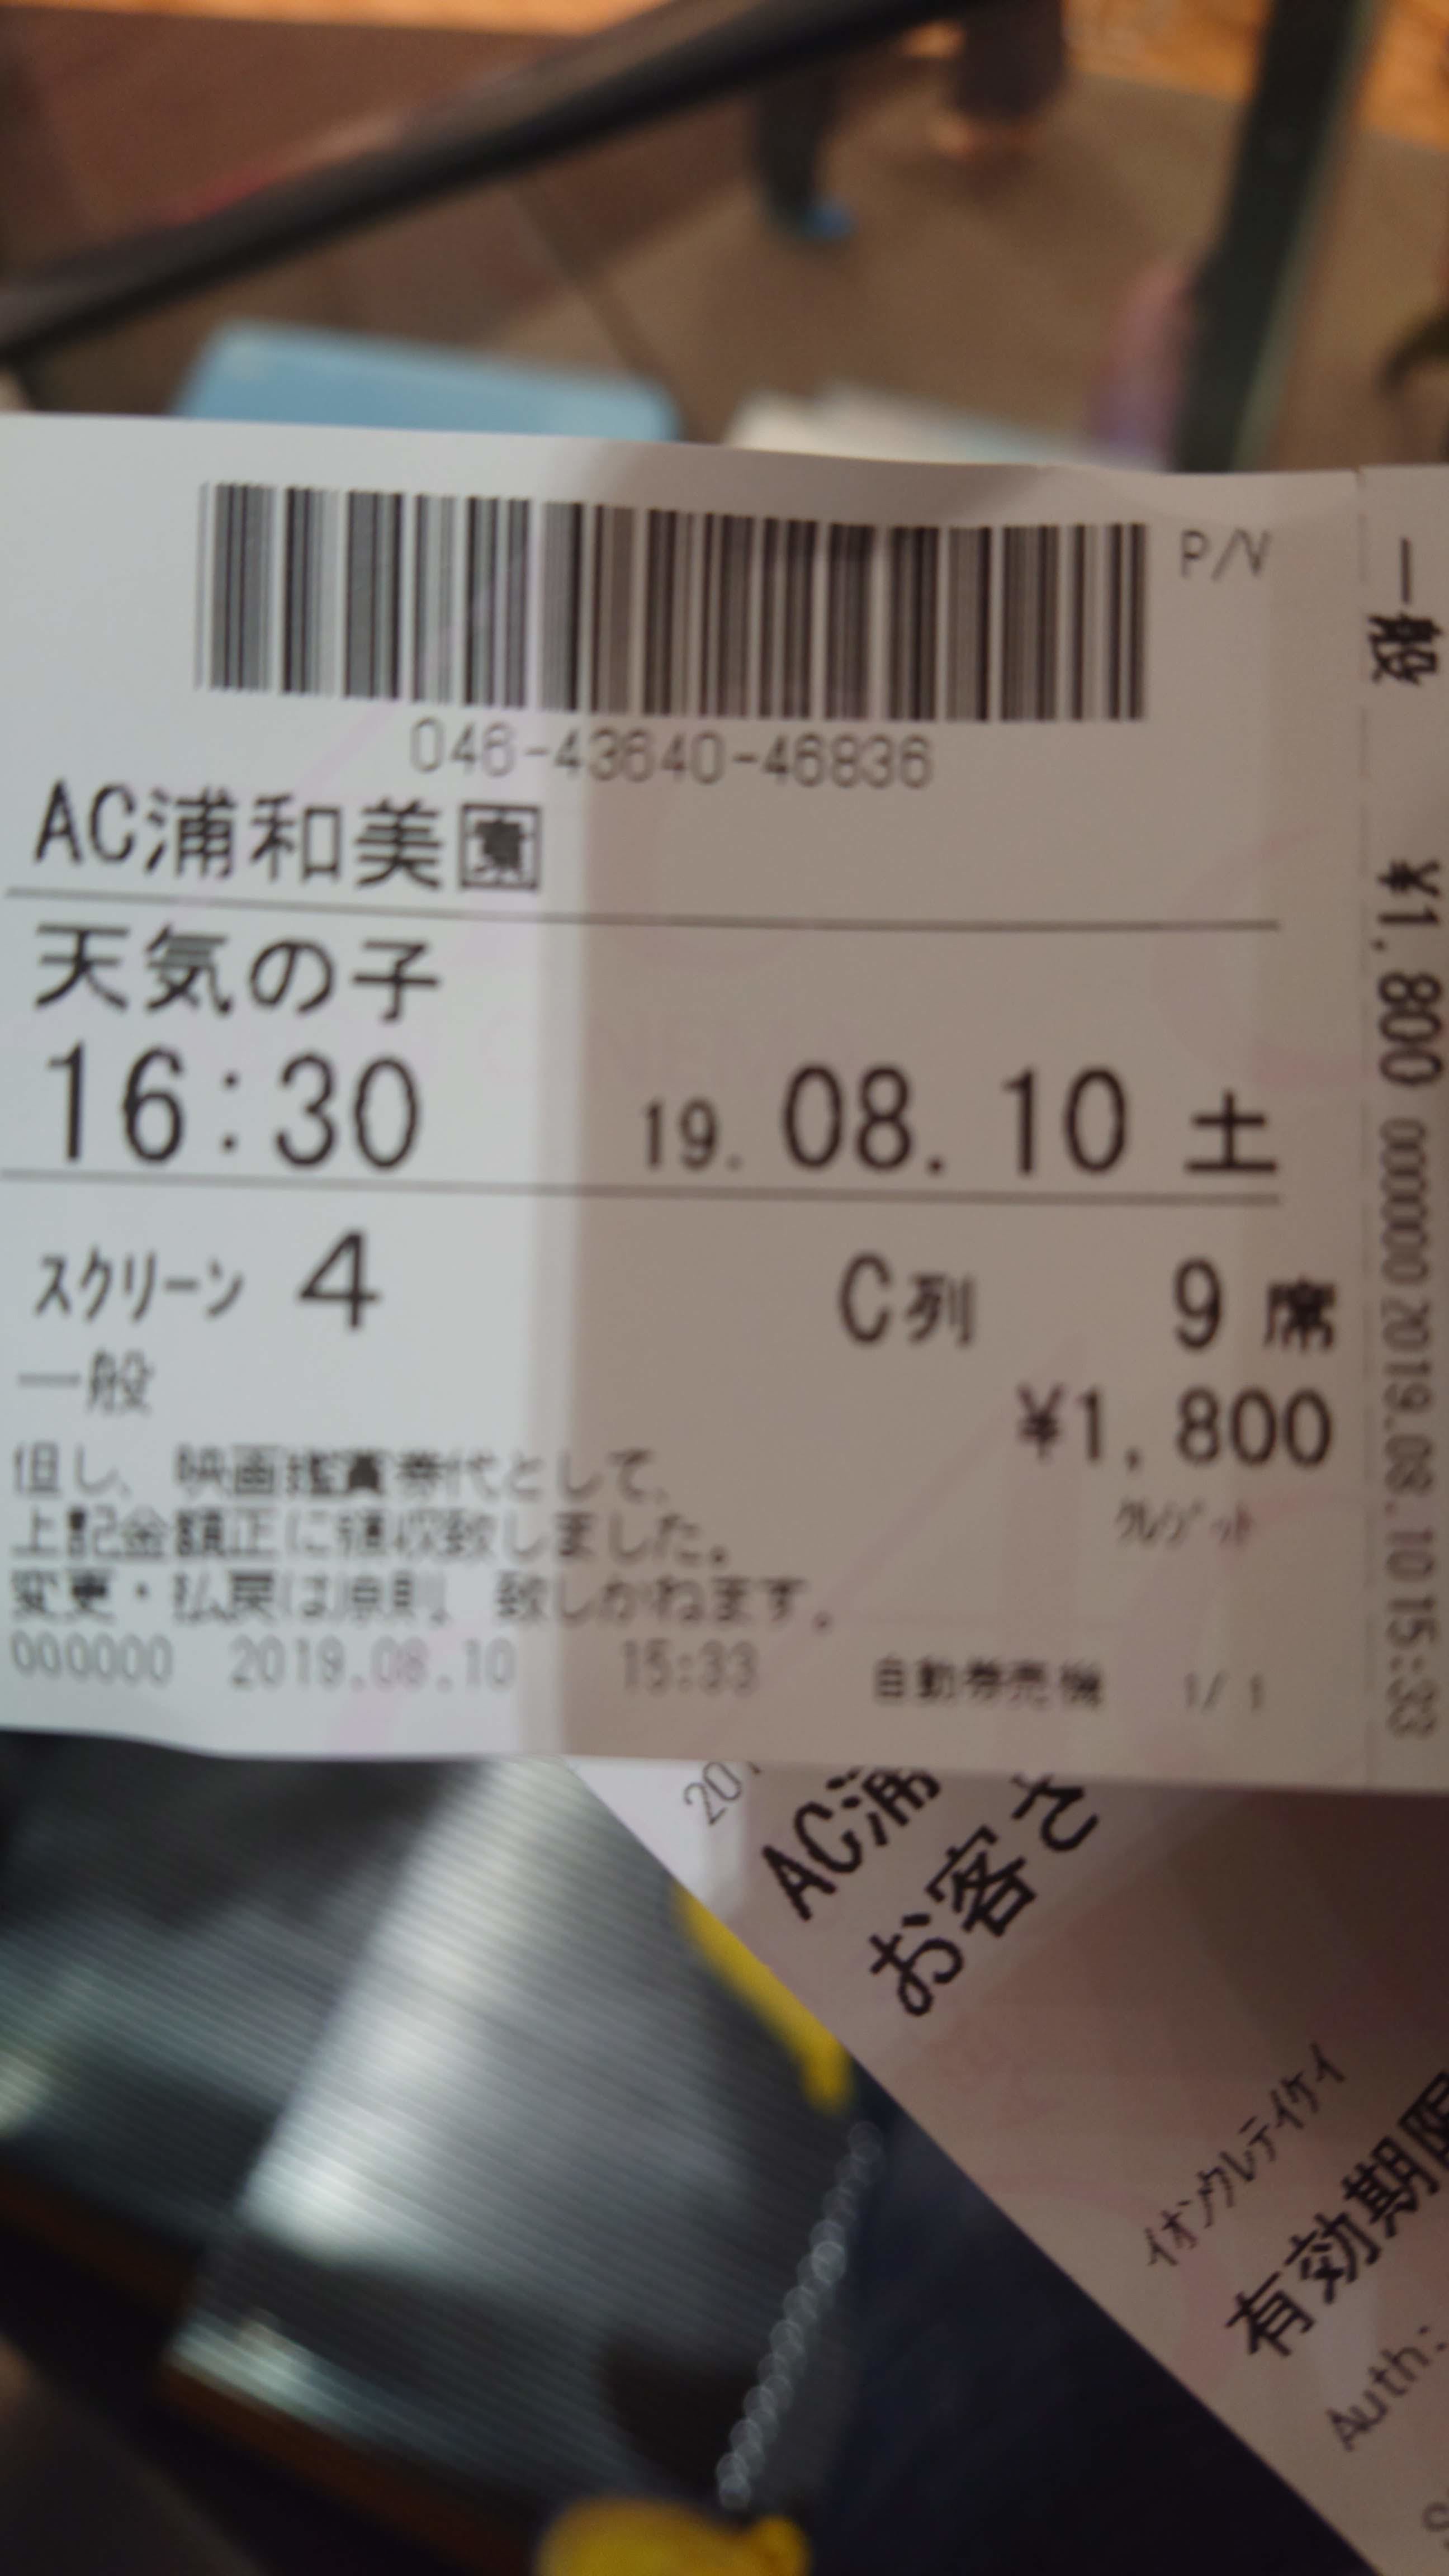 P/V
046-43640-46836
AC浦和美園
天気の子
16:30 19.08.10 土
スクリーン 4 C列 9 席
一般
¥1,800
クレジット
但し、映画鑑賞券代として、
上記金額正に領収致しました。
変更・払戻は原則、致しかねます。
000000 2019.08.10 15:33 自動券売機 1/1
一般 ¥1,800 000000 2019.08.10 15:33
201
AC浦
お客さ
イオンクレテイケイ
有効期限
Auth: